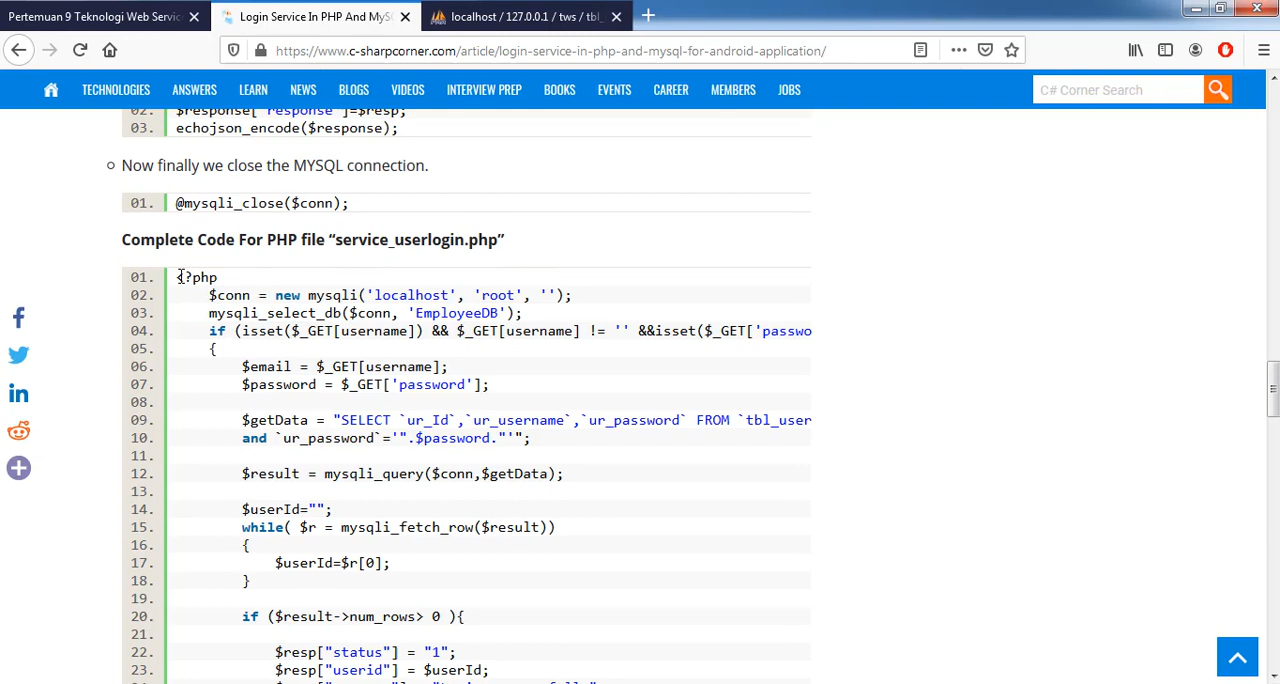 Pertemuan 9 Teknologi Web Servic
Login Service In PHP And MyS
localhost / 127.0.0.1 / tws / tbl_
https://www.c-sharpcorner.com/article/login-service-in-php-and-mysql-for-android-application/
TECHNOLOGIES ANSWERS LEARN NEWS BLOGS VIDEOS INTERVIEW PREP BOOKS EVENTS CAREER MEMBERS JOBS
C# Corner Search
02. $response["response"]=$resp;
03. echojson_encode($response);
Now finally we close the MYSQL connection.
01. @mysqli_close($conn);
Complete Code For PHP file “service_userlogin.php”
01. <?php
02. $conn = new mysqli('localhost', 'root', '');
03. mysqli_select_db($conn, 'EmployeeDB');
04. if (isset($_GET[username]) && $_GET[username] != '' &&isset($_GET['passwo
05. {
06. $email = $_GET[username];
07. $password = $_GET['password'];
08.
09. $getData = "SELECT `ur_Id`,`ur_username`,`ur_password` FROM `tbl_user
10. and `ur_password`='".$password."'";
11.
12. $result = mysqli_query($conn,$getData);
13.
14. $userId="";
15. while( $r = mysqli_fetch_row($result))
16. {
17. $userId=$r[0];
18. }
19.
20. if ($result->num_rows> 0 ){
21.
22. $resp["status"] = "1";
23. $resp["userid"] = $userId;